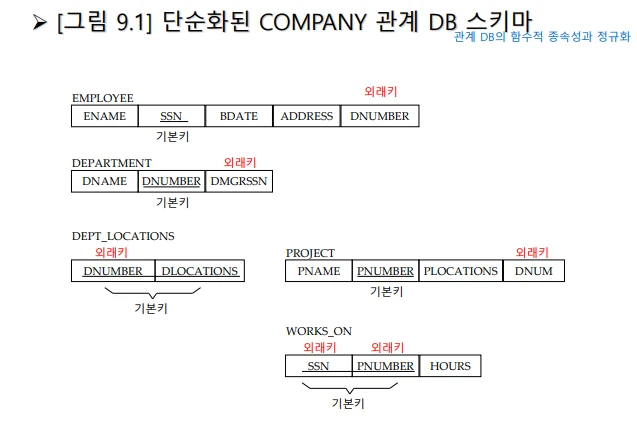 ➢ [그림 9.1] 단순화된 COMPANY 관계 DB 스키마
관계 DB의 함수적 종속성과 정규화
외래키
EMPLOYEE
ENAME SSN BDATE ADDRESS DNUMBER
기본키
DEPARTMENT 외래키
DNAME DNUMBER DMGRSSN
기본키
DEPT_LOCATIONS
외래키
DNUMBER DLOCATIONS
기본키
PROJECT 외래키
PNAME PNUMBER PLOCATIONS DNUM
기본키
WORKS_ON
외래키 외래키
SSN PNUMBER HOURS
기본키